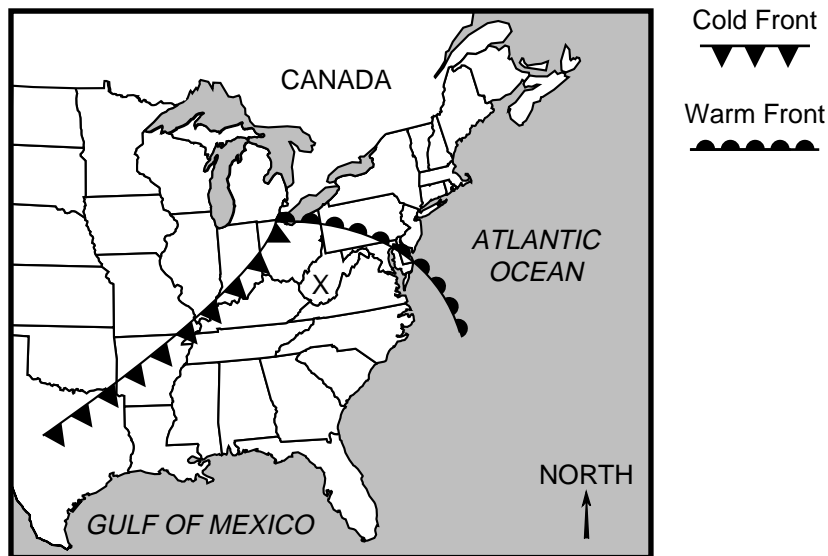 Cold Front
Warm Front
CANADA
X
ATLANTIC
OCEAN
NORTH
GULF OF MEXICO